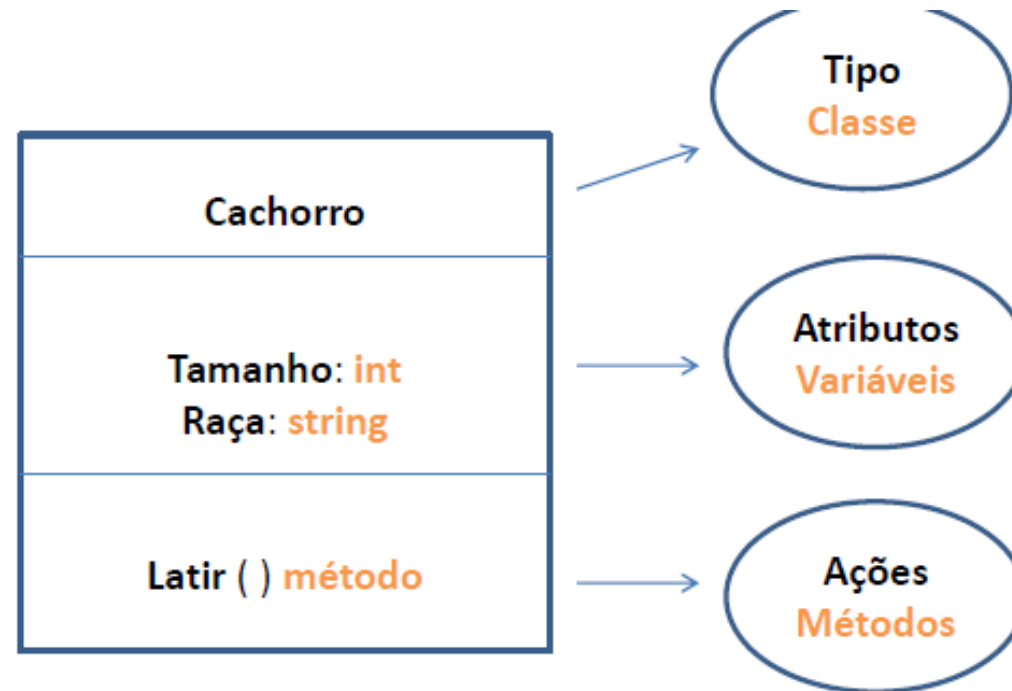 Tipo
Classe
Cachorro
Atributos
Variáveis
Tamanho: int
Raça: string
Ações
Métodos
Latir ( ) método